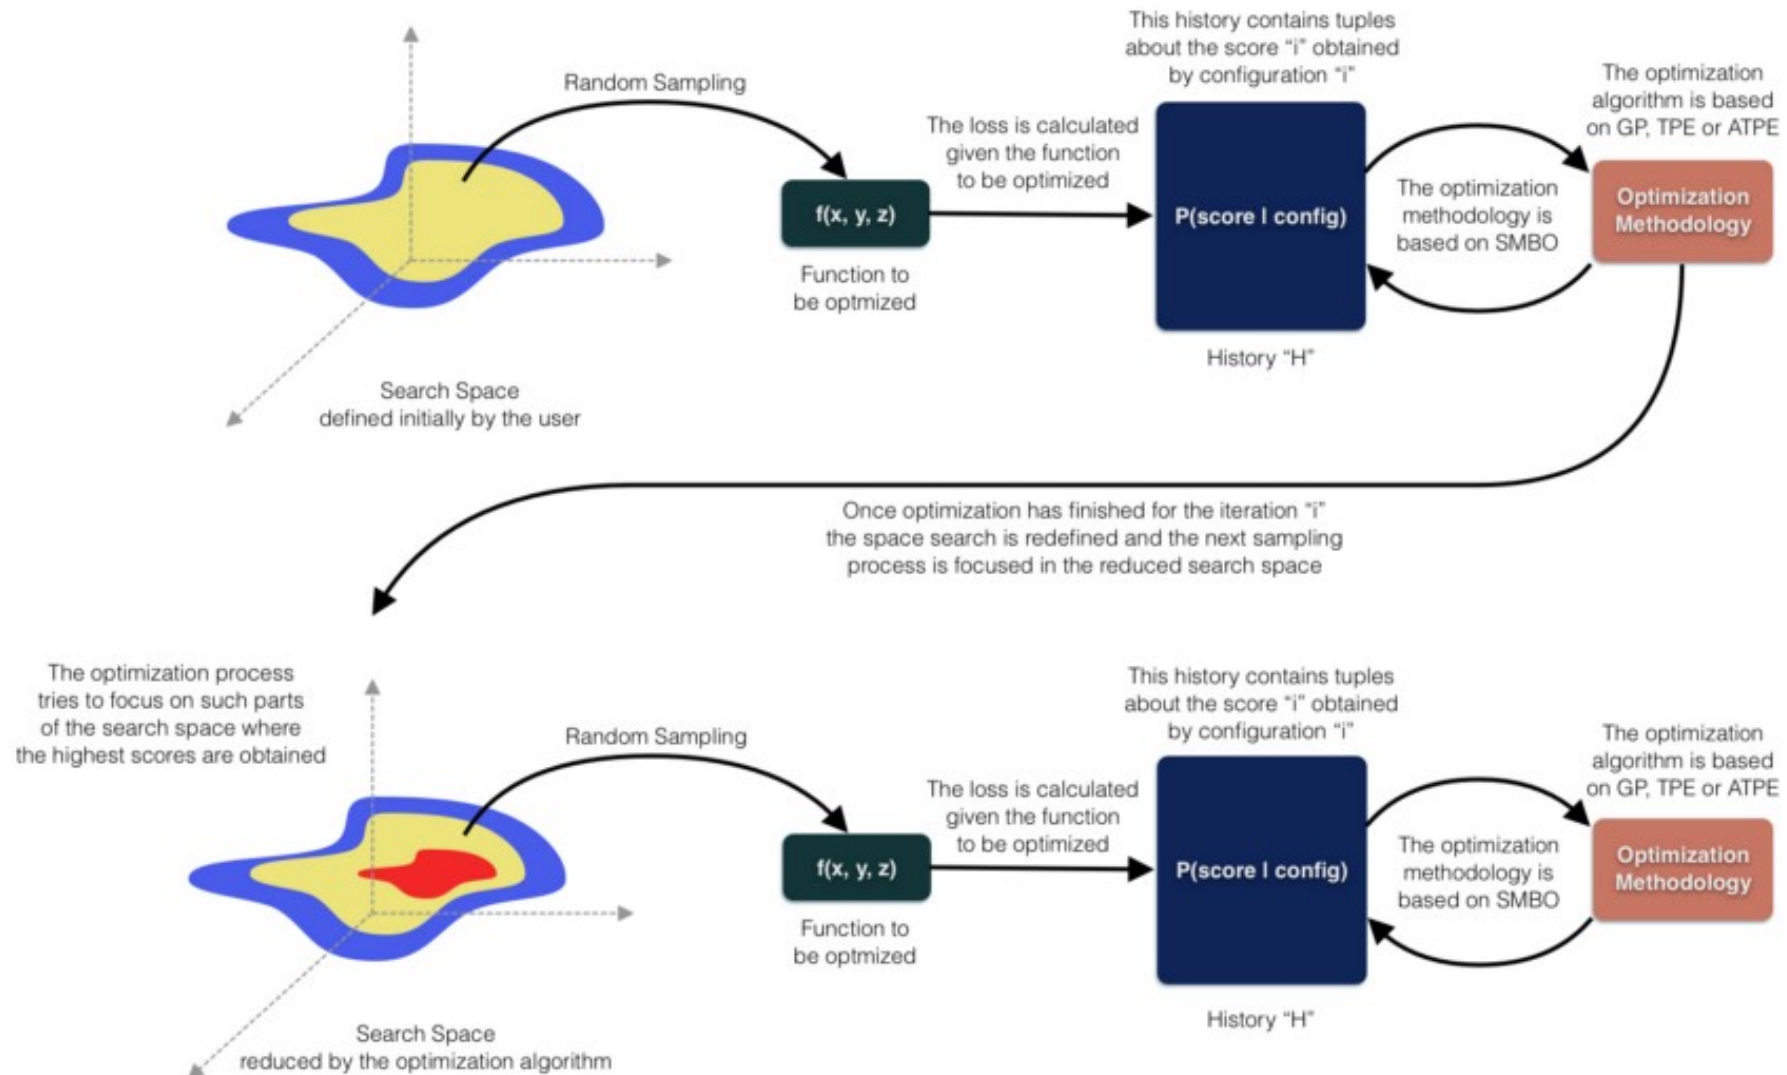 This history contains tuples
about the score “i” obtained
by configuration “i”
Random Sampling
The optimization
algorithm is based
on GP, TPE or ATPE
The loss is calculated
given the function
to be optimized
f(x, y, z)
P(score | config)
The optimization
methodology is
based on SMBO
Optimization
Methodology
Function to
be optmized
History “H”
Search Space
defined initially by the user
Once optimization has finished for the iteration “i”
the space search is redefined and the next sampling
process is focused in the reduced search space
The optimization process
tries to focus on such parts
of the search space where
the highest scores are obtained
This history contains tuples
about the score “i” obtained
by configuration “i”
Random Sampling
The optimization
algorithm is based
on GP, TPE or ATPE
The loss is calculated
given the function
to be optimized
f(x, y, z)
P(score | config)
The optimization
methodology is
based on SMBO
Optimization
Methodology
Function to
be optmized
History “H”
Search Space
reduced by the optimization algorithm